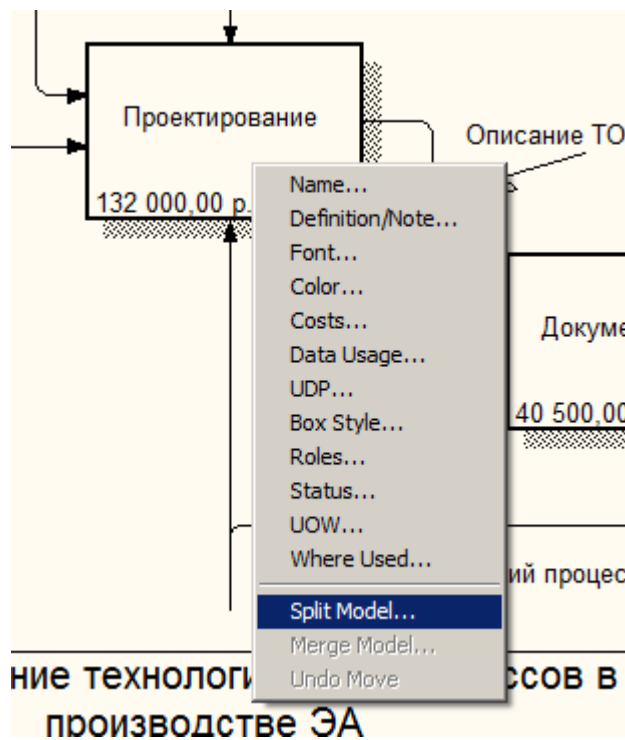 Проектирование
Описание ТО
132 000,00 р.
Name...
Definition/Note...
Font...
Color...
Costs...
Data Usage...
UDP...
Box Style...
Roles...
Status...
UOW...
Where Used...
Split Model...
Merge Model...
Undo Move
Докуме
40 500,00
ий процес
ние технологи ссов в
производстве ЭА